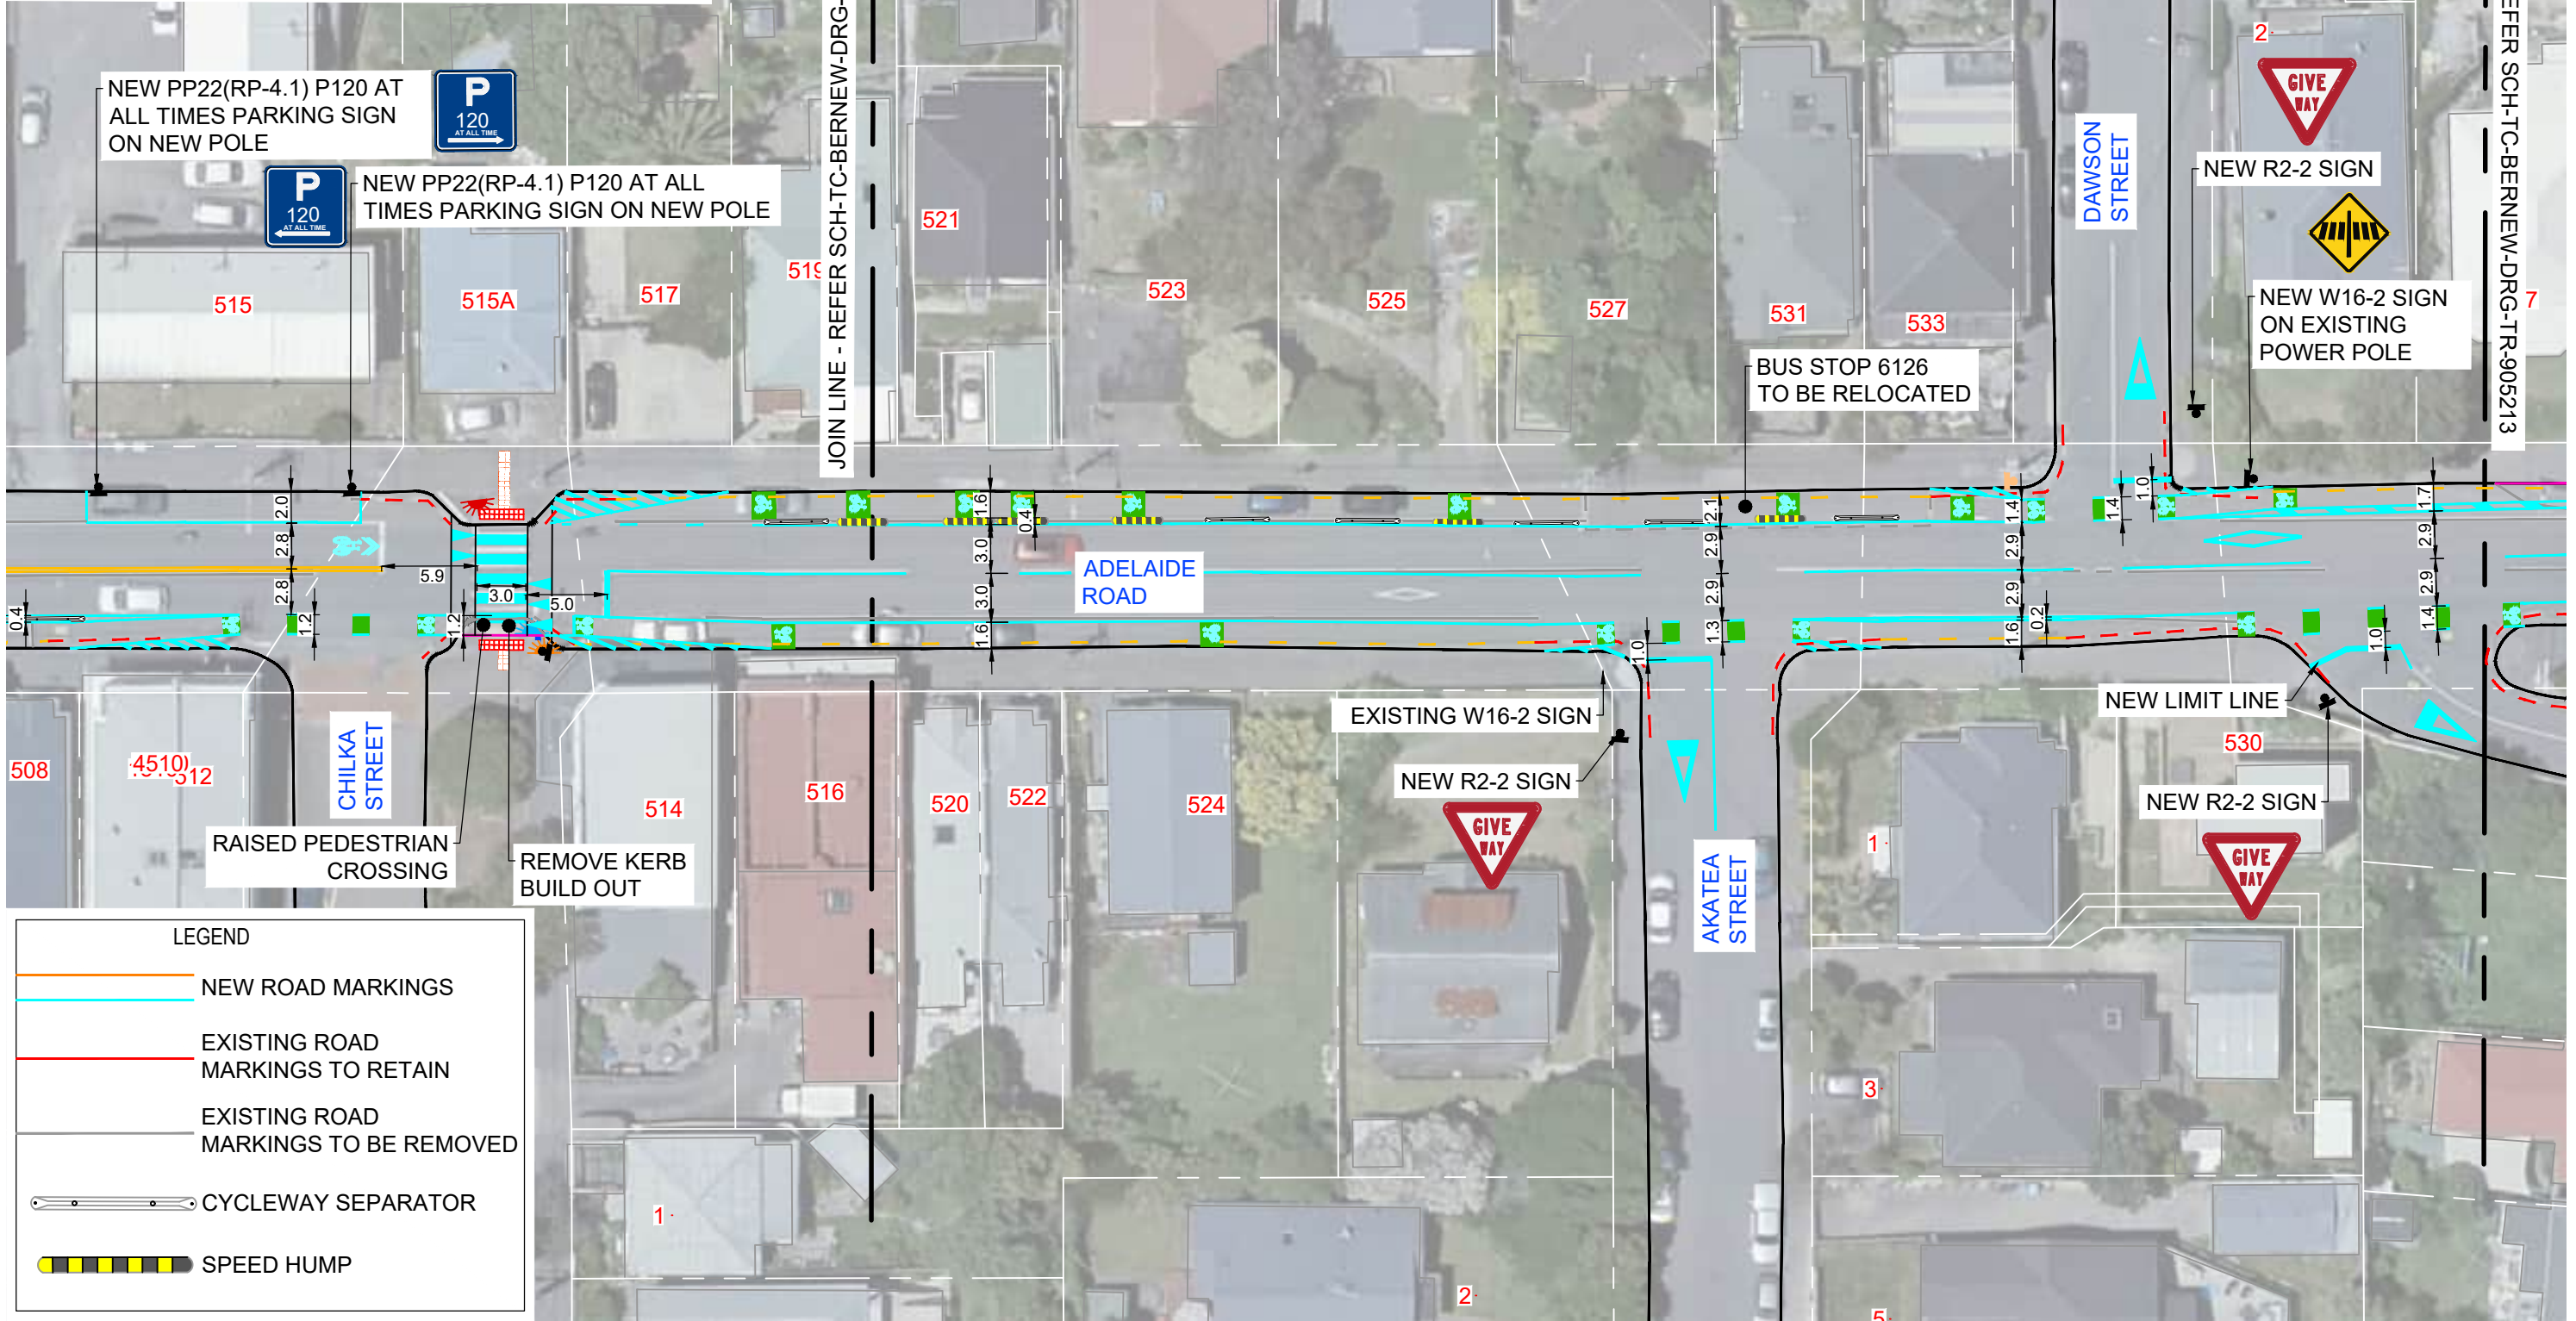 NEW PP22(RP-4.1) P120 AT
ALL TIMES PARKING SIGN
ON NEW POLE
P
120
AT ALL TIME
P
120
AT ALL TIME
NEW PP22(RP-4.1) P120 AT ALL
TIMES PARKING SIGN ON NEW POLE
JOIN LINE - REFER SCH-TC-BERNEW-DRG-
EFER SCH-TC-BERNEW-DRG-TR-905213
515
515A
517
519
521
523
525
527
531
533
2
7
DAWSON
STREET
GIVE
WAY
NEW R2-2 SIGN
NEW W16-2 SIGN
ON EXISTING
POWER POLE
BUS STOP 6126
TO BE RELOCATED
2.0
2.8
2.8
5.9
3.0
5.0
0.4
1.2
1.2
1.6
0.4
3.0
3.0
1.6
ADELAIDE
ROAD
2.1
2.9
2.9
1.3
1.0
1.4
2.9
2.9
1.6
0.2
1.4
1.0
1.7
2.9
2.9
1.4
1.0
508
512
CHILKA
STREET
RAISED PEDESTRIAN
CROSSING
REMOVE KERB
BUILD OUT
514
516
520
522
524
EXISTING W16-2 SIGN
NEW R2-2 SIGN
GIVE
WAY
AKATEA
STREET
NEW LIMIT LINE
530
NEW R2-2 SIGN
GIVE
WAY
1
3
5
1
2
LEGEND
NEW ROAD MARKINGS
EXISTING ROAD
MARKINGS TO RETAIN
EXISTING ROAD
MARKINGS TO BE REMOVED
CYCLEWAY SEPARATOR
SPEED HUMP